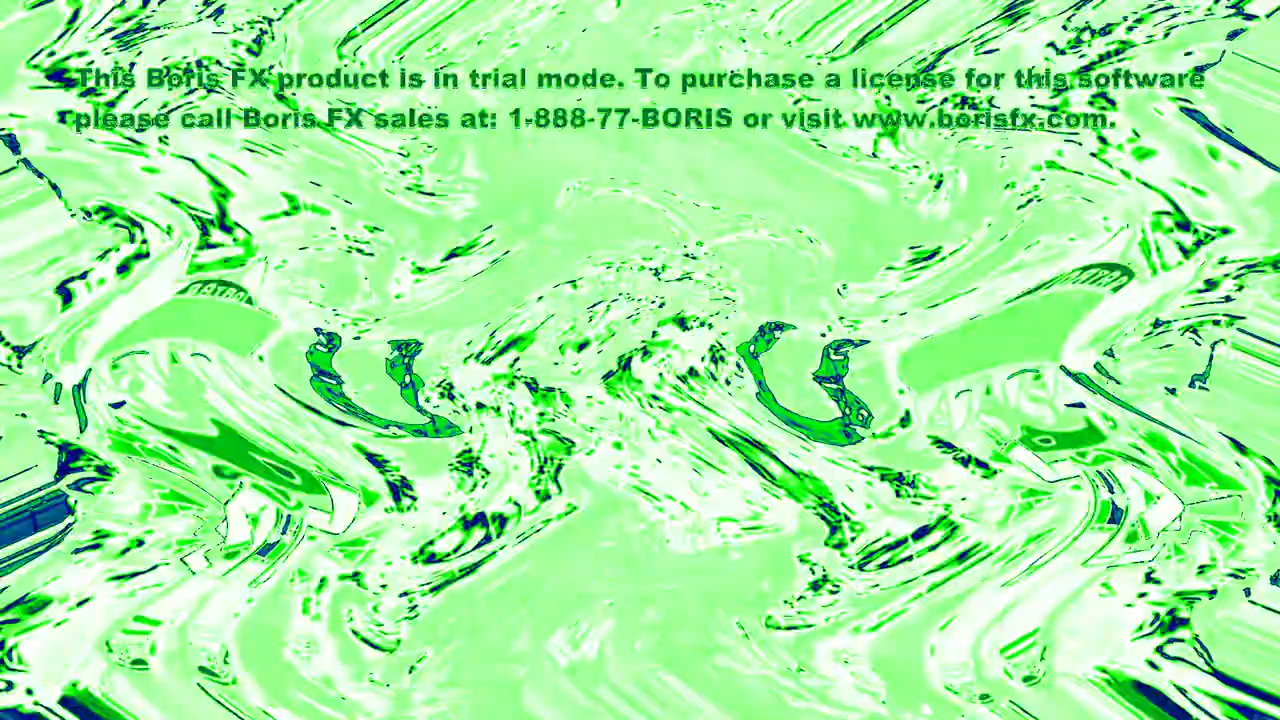 This Boris FX product is in trial mode. To purchase a license for this software
please call Boris FX sales at: 1-888-77-BORIS or visit www.borisfx.com.